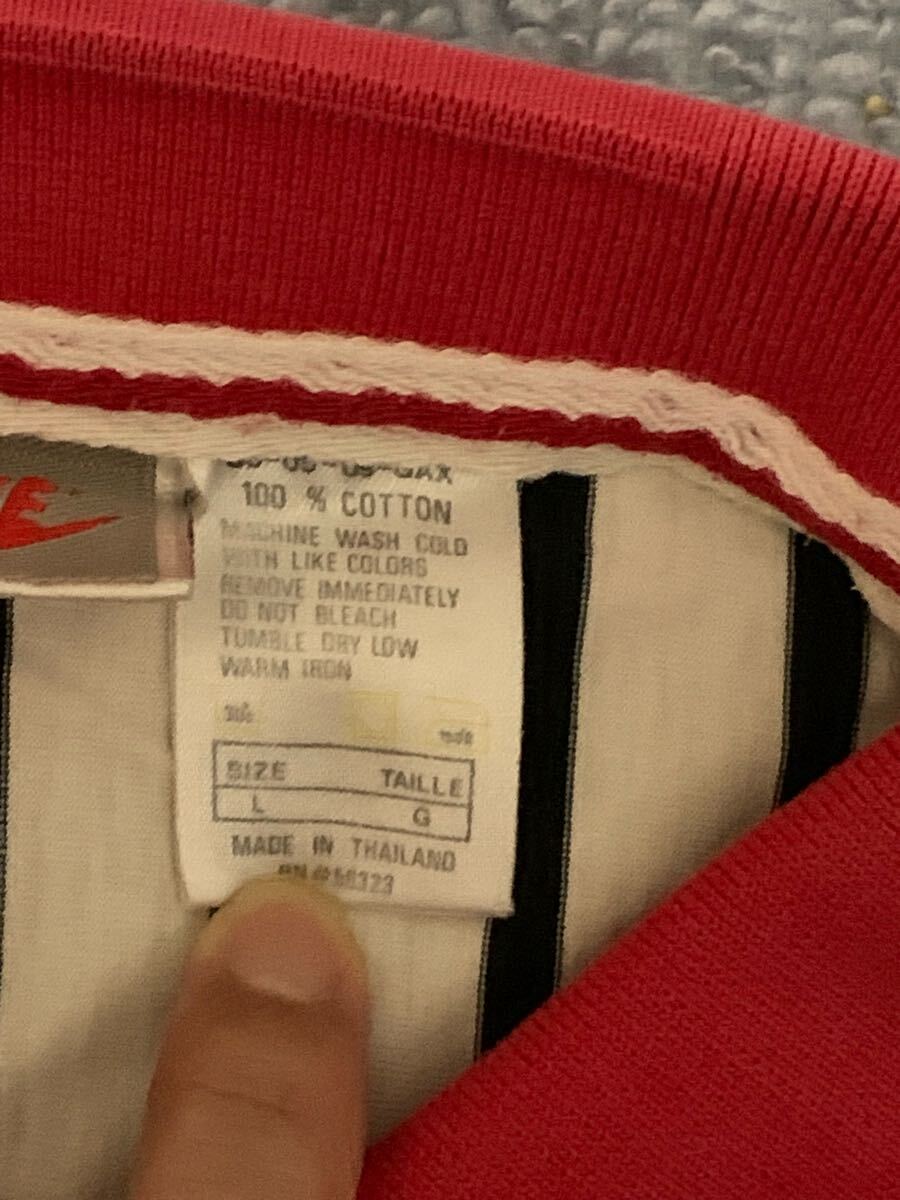 100 % COTTON
MACHINE WASH COLD
WITH LIKE COLORS
REMOVE IMMEDIATELY
DO NOT BLEACH
TUMBLE DRY LOW
WARM IRON
SIZE TAILLE
L G
MADE IN THAILAND